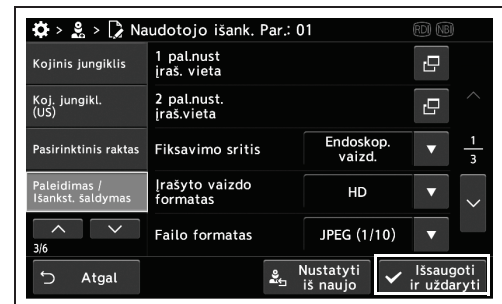 > > Naudotojo išank. Par.: 01 RDI NBI
Kojinis jungiklis
1 pal.nust
įraš. vieta
Koj. jungikl.
(US)
2 pal.nust.
įraš.vieta
Pasirinktinis raktas
Fiksavimo sritis
Endoskop.
vaizd.
1
3
Paleidimas /
Išankst. šaldymas
Įrašyto vaizdo
formatas
HD
3/6
Failo formatas
JPEG (1/10)
Atgal
Nustatyti
iš naujo
Išsaugoti
ir uždaryti